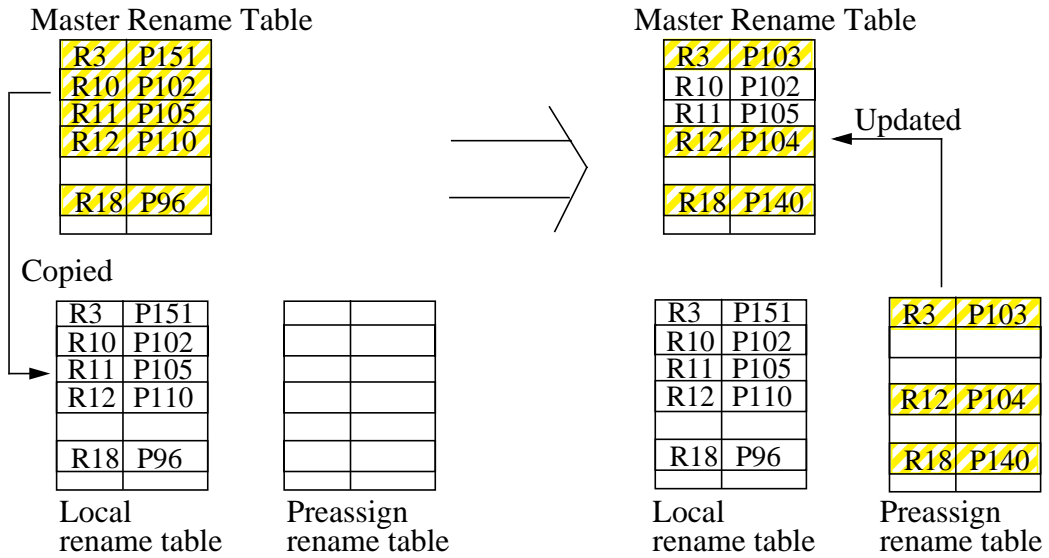 Master Rename Table
R3 P151
R10 P102
R11 P105
R12 P110
R18 P96
Copied
R3 P151
R10 P102
R11 P105
R12 P110
R18 P96
Local
rename table
Preassign
rename table
Master Rename Table
R3 P103
R10 P102
R11 P105
R12 P104
R18 P140
Updated
R3 P151
R10 P102
R11 P105
R12 P110
R18 P96
Local
rename table
R3 P103
R12 P104
R18 P140
Preassign
rename table